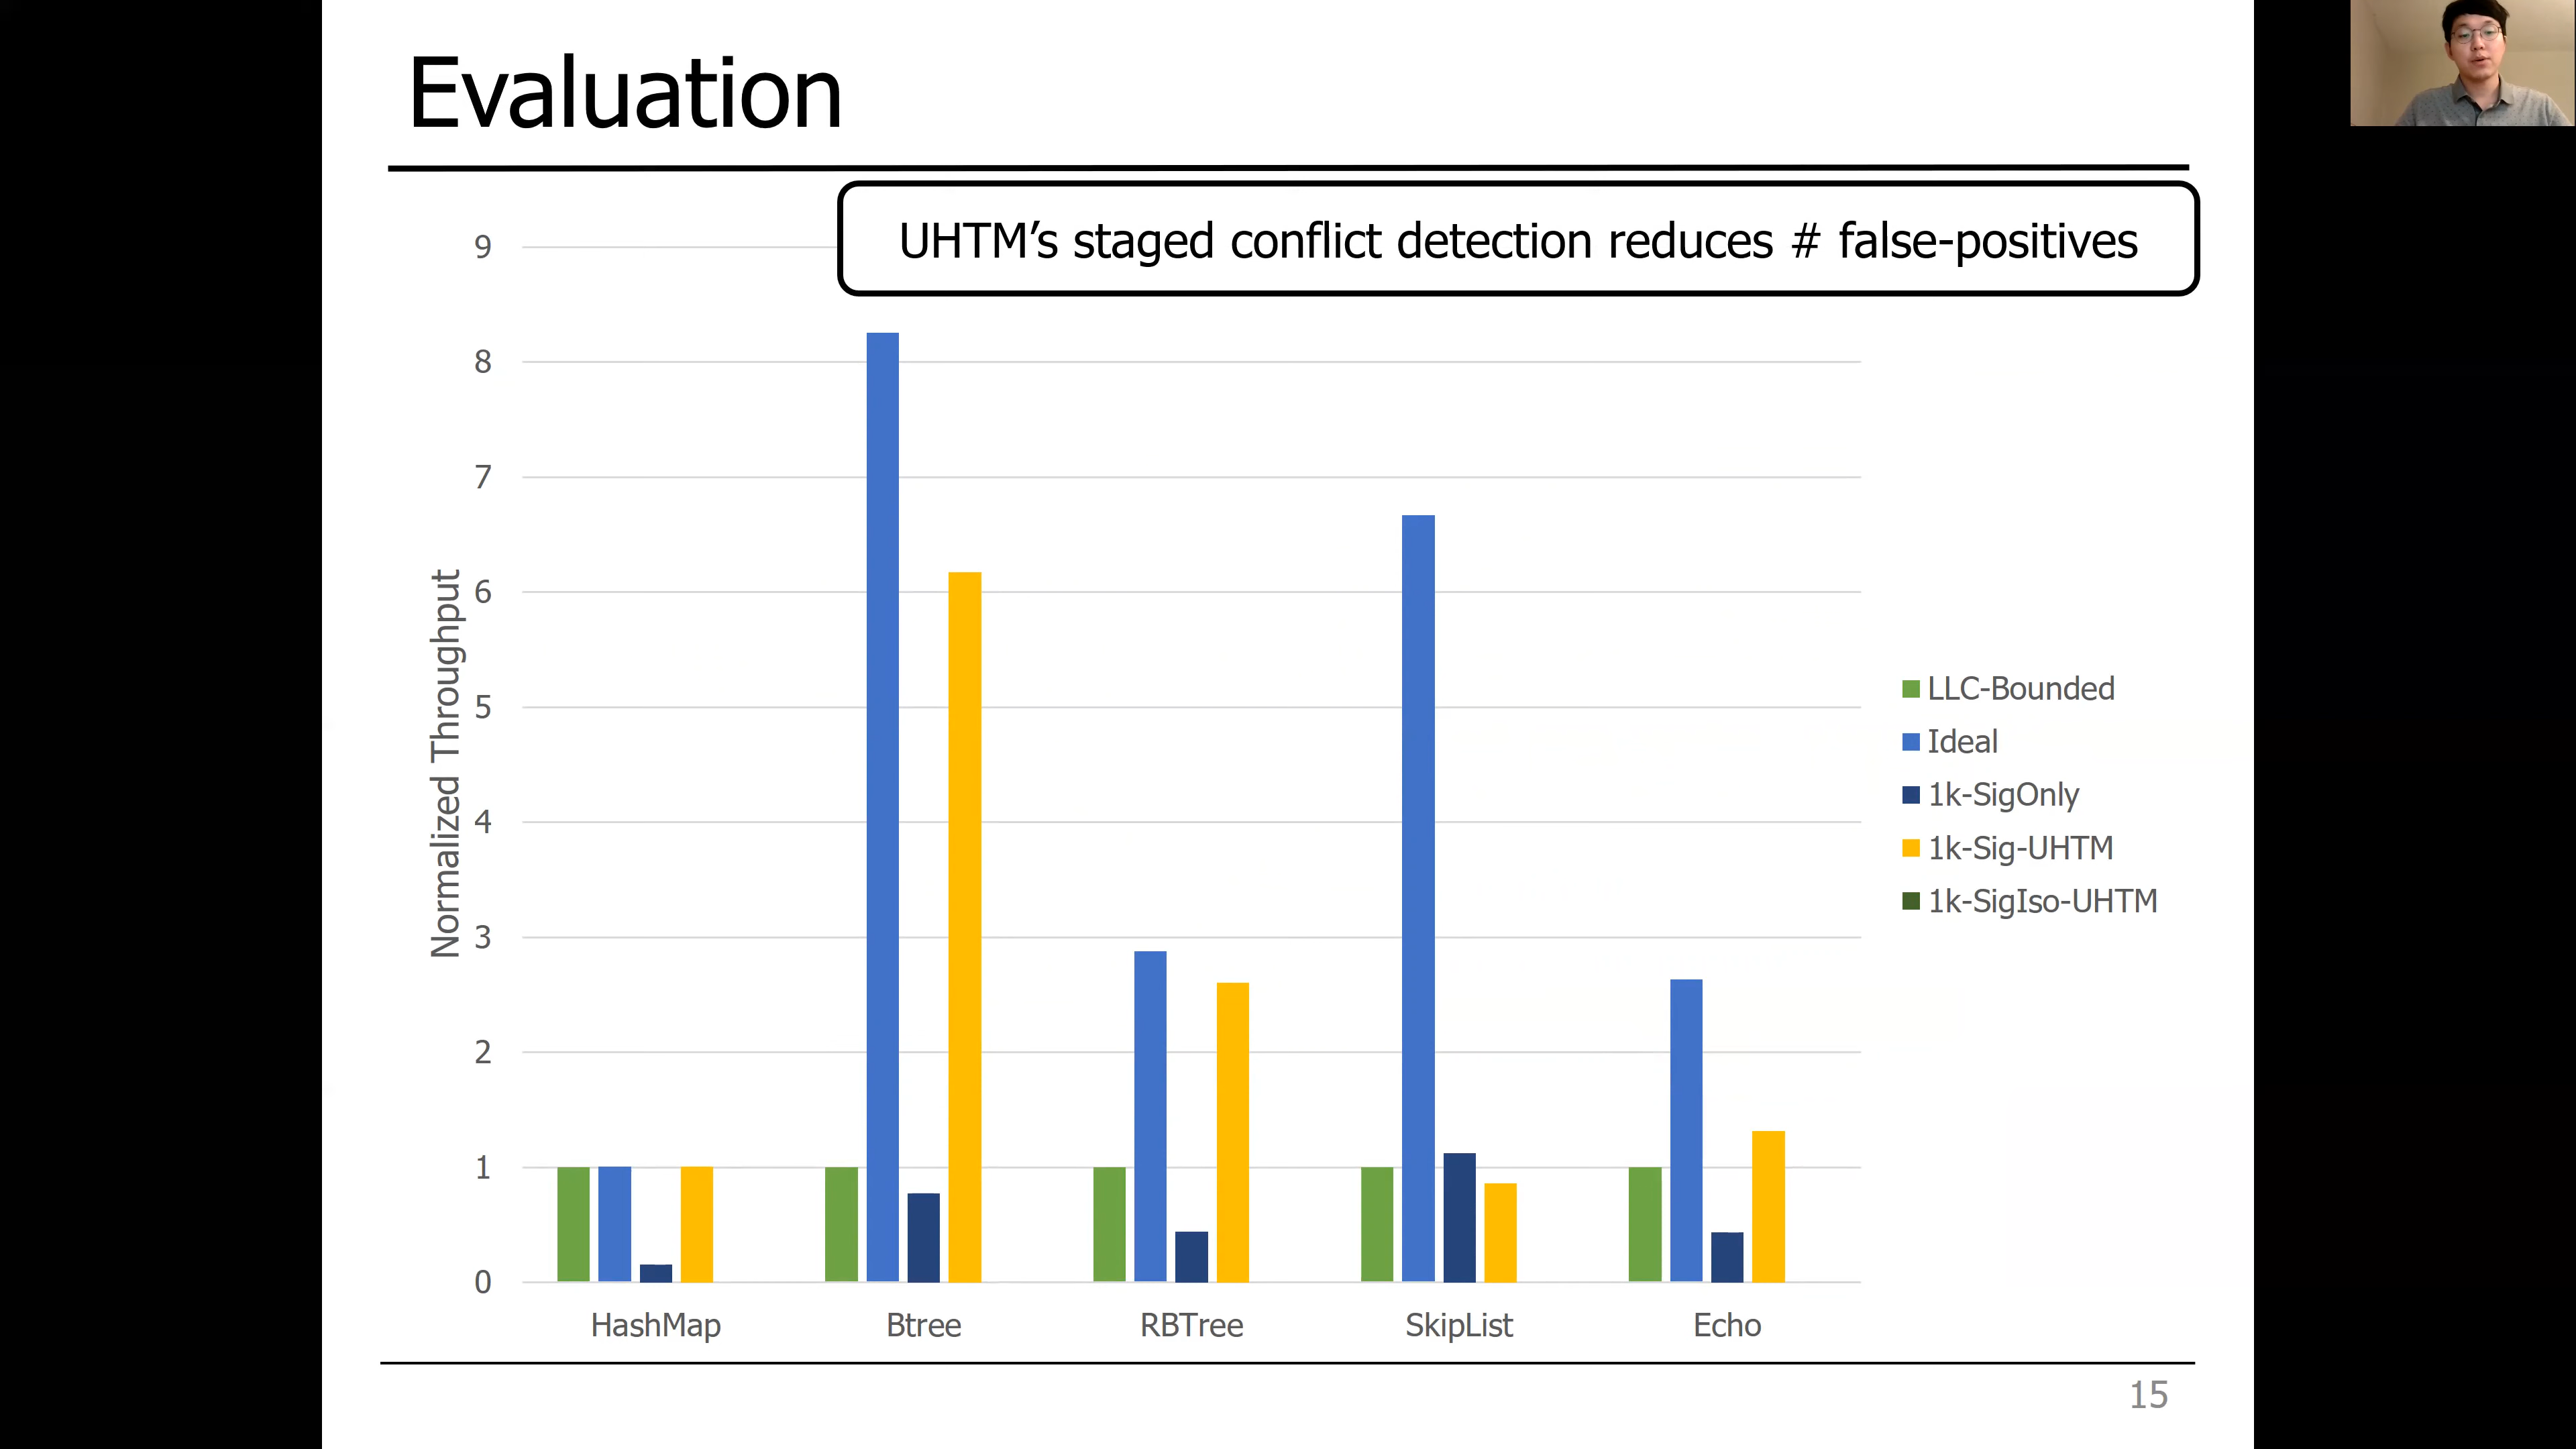 Evaluation
UHTM’s staged conflict detection reduces # false-positives
Normalized Throughput
9
8
7
6
5
4
3
2
1
0
HashMap
Btree
RBTree
SkipList
Echo
LLC-Bounded
Ideal
1k-SigOnly
1k-Sig-UHTM
1k-SigIso-UHTM
15